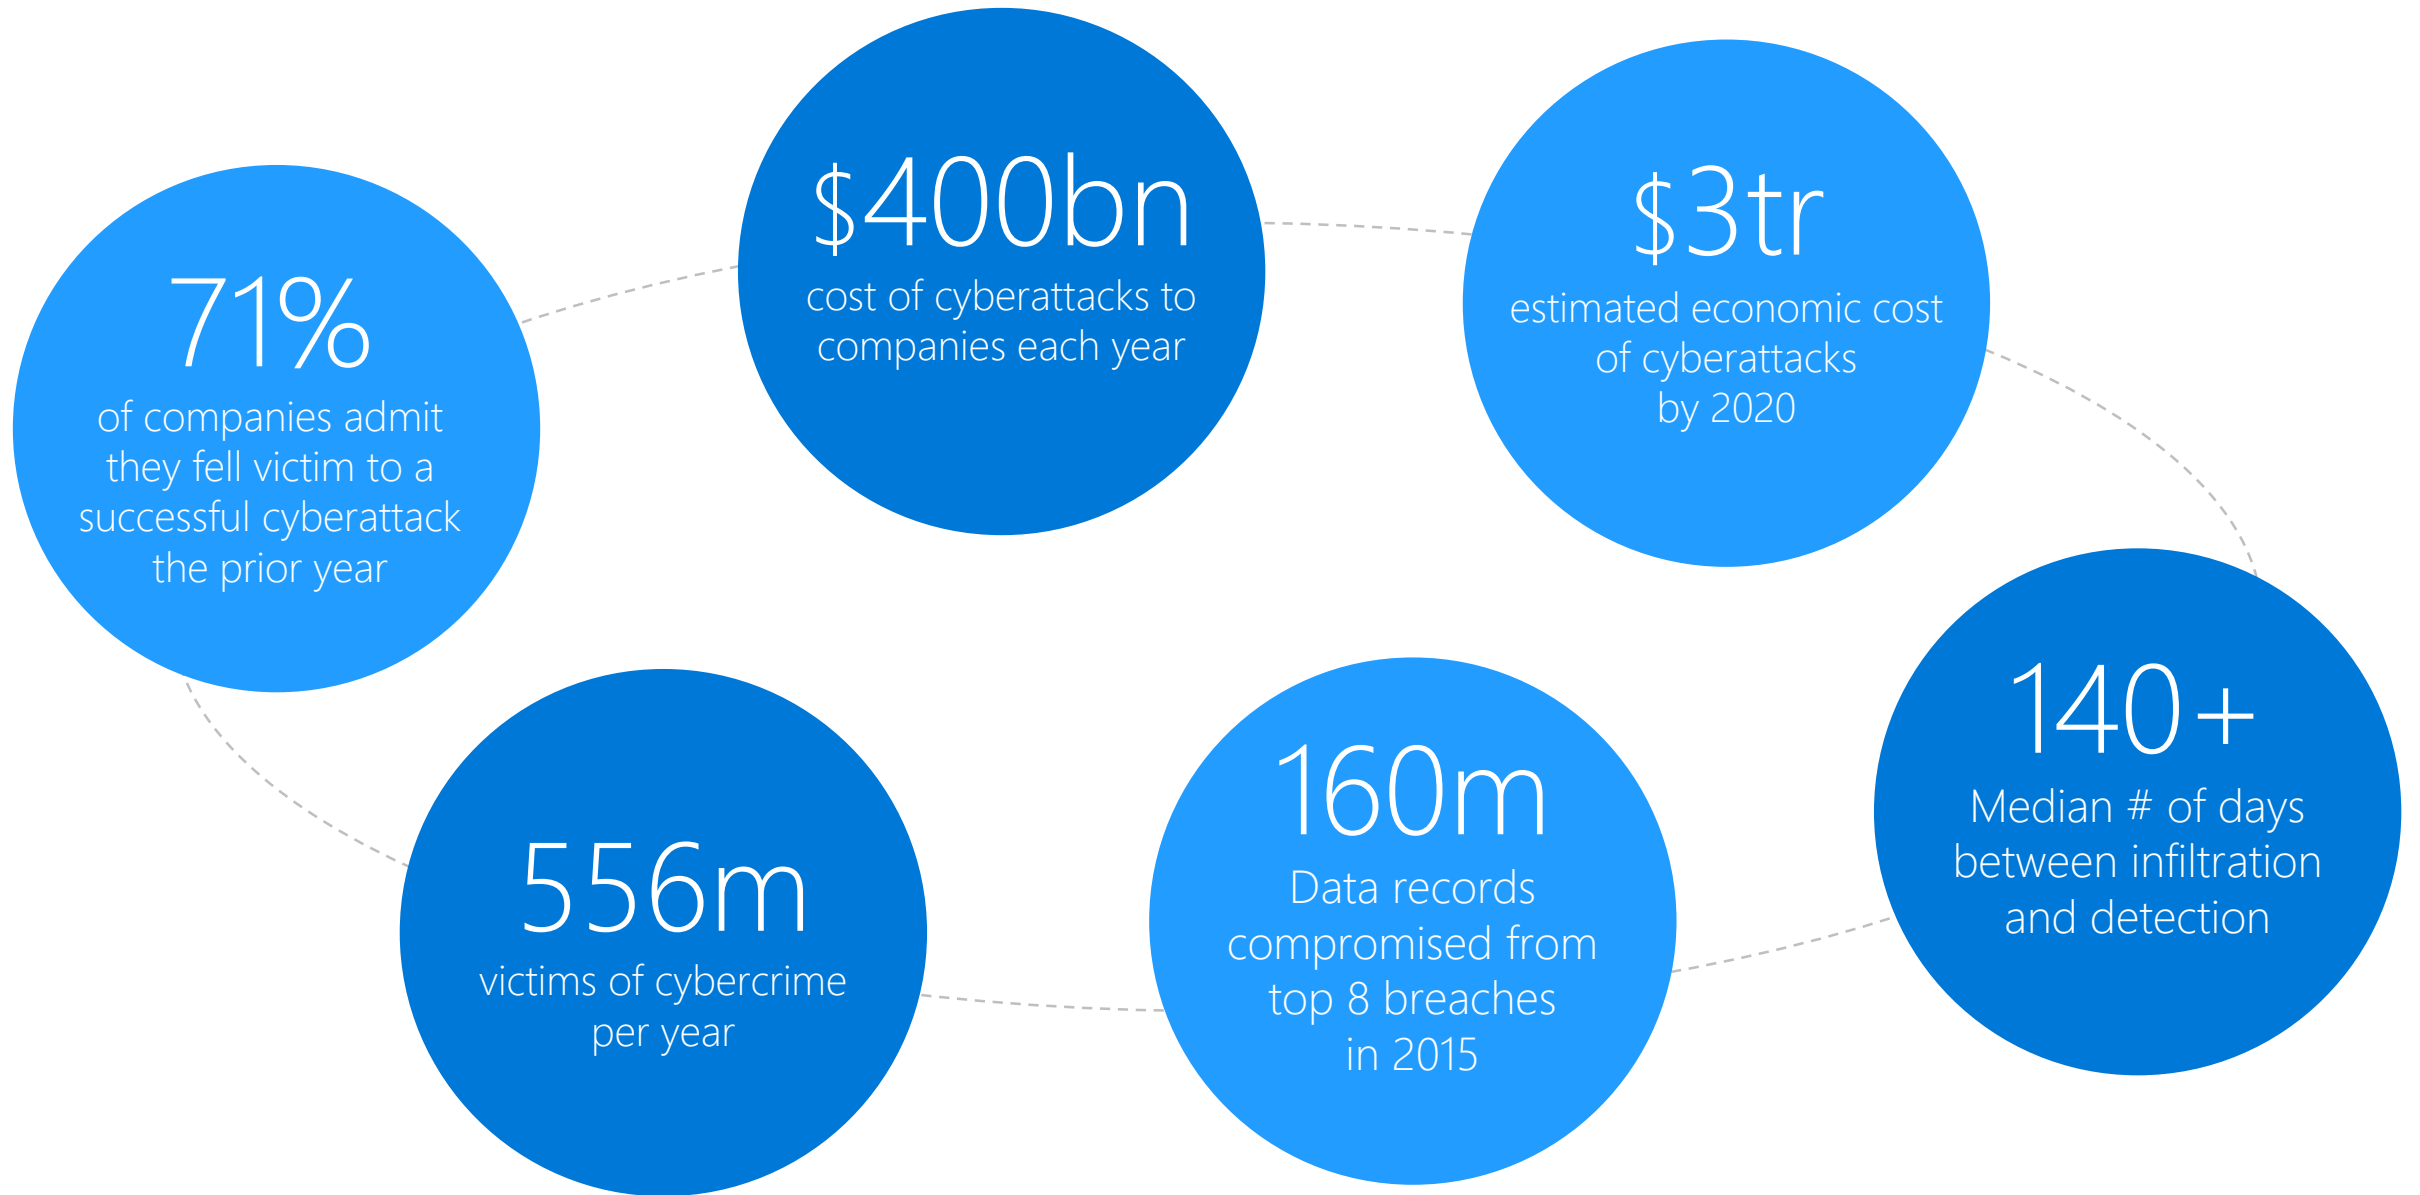 71%
of companies admit
they fell victim to a
successful cyberattack
the prior year
$400bn
cost of cyberattacks to
companies each year
$3tr
estimated economic cost
of cyberattacks
by 2020
140+
Median # of days
between infiltration
and detection
160m
Data records
compromised from
top 8 breaches
in 2015
556m
victims of cybercrime
per year